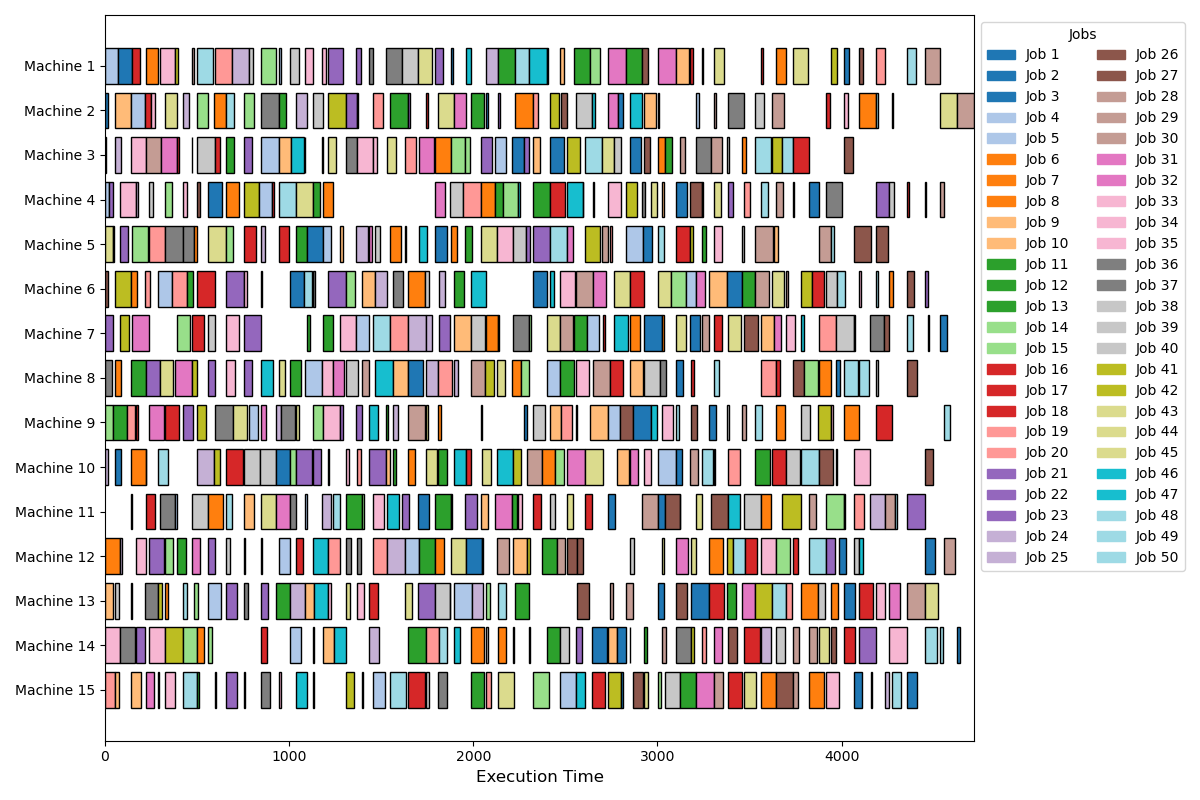 Machine 1
Machine 2
Machine 3
Machine 4
Machine 5
Machine 6
Machine 7
Machine 8
Machine 9
Machine 10
Machine 11
Machine 12
Machine 13
Machine 14
Machine 15
0 1000 2000 3000 4000
Execution Time
Jobs
Job 1 Job 26
Job 2 Job 27
Job 3 Job 28
Job 4 Job 29
Job 5 Job 30
Job 6 Job 31
Job 7 Job 32
Job 8 Job 33
Job 9 Job 34
Job 10 Job 35
Job 11 Job 36
Job 12 Job 37
Job 13 Job 38
Job 14 Job 39
Job 15 Job 40
Job 16 Job 41
Job 17 Job 42
Job 18 Job 43
Job 19 Job 44
Job 20 Job 45
Job 21 Job 46
Job 22 Job 47
Job 23 Job 48
Job 24 Job 49
Job 25 Job 50